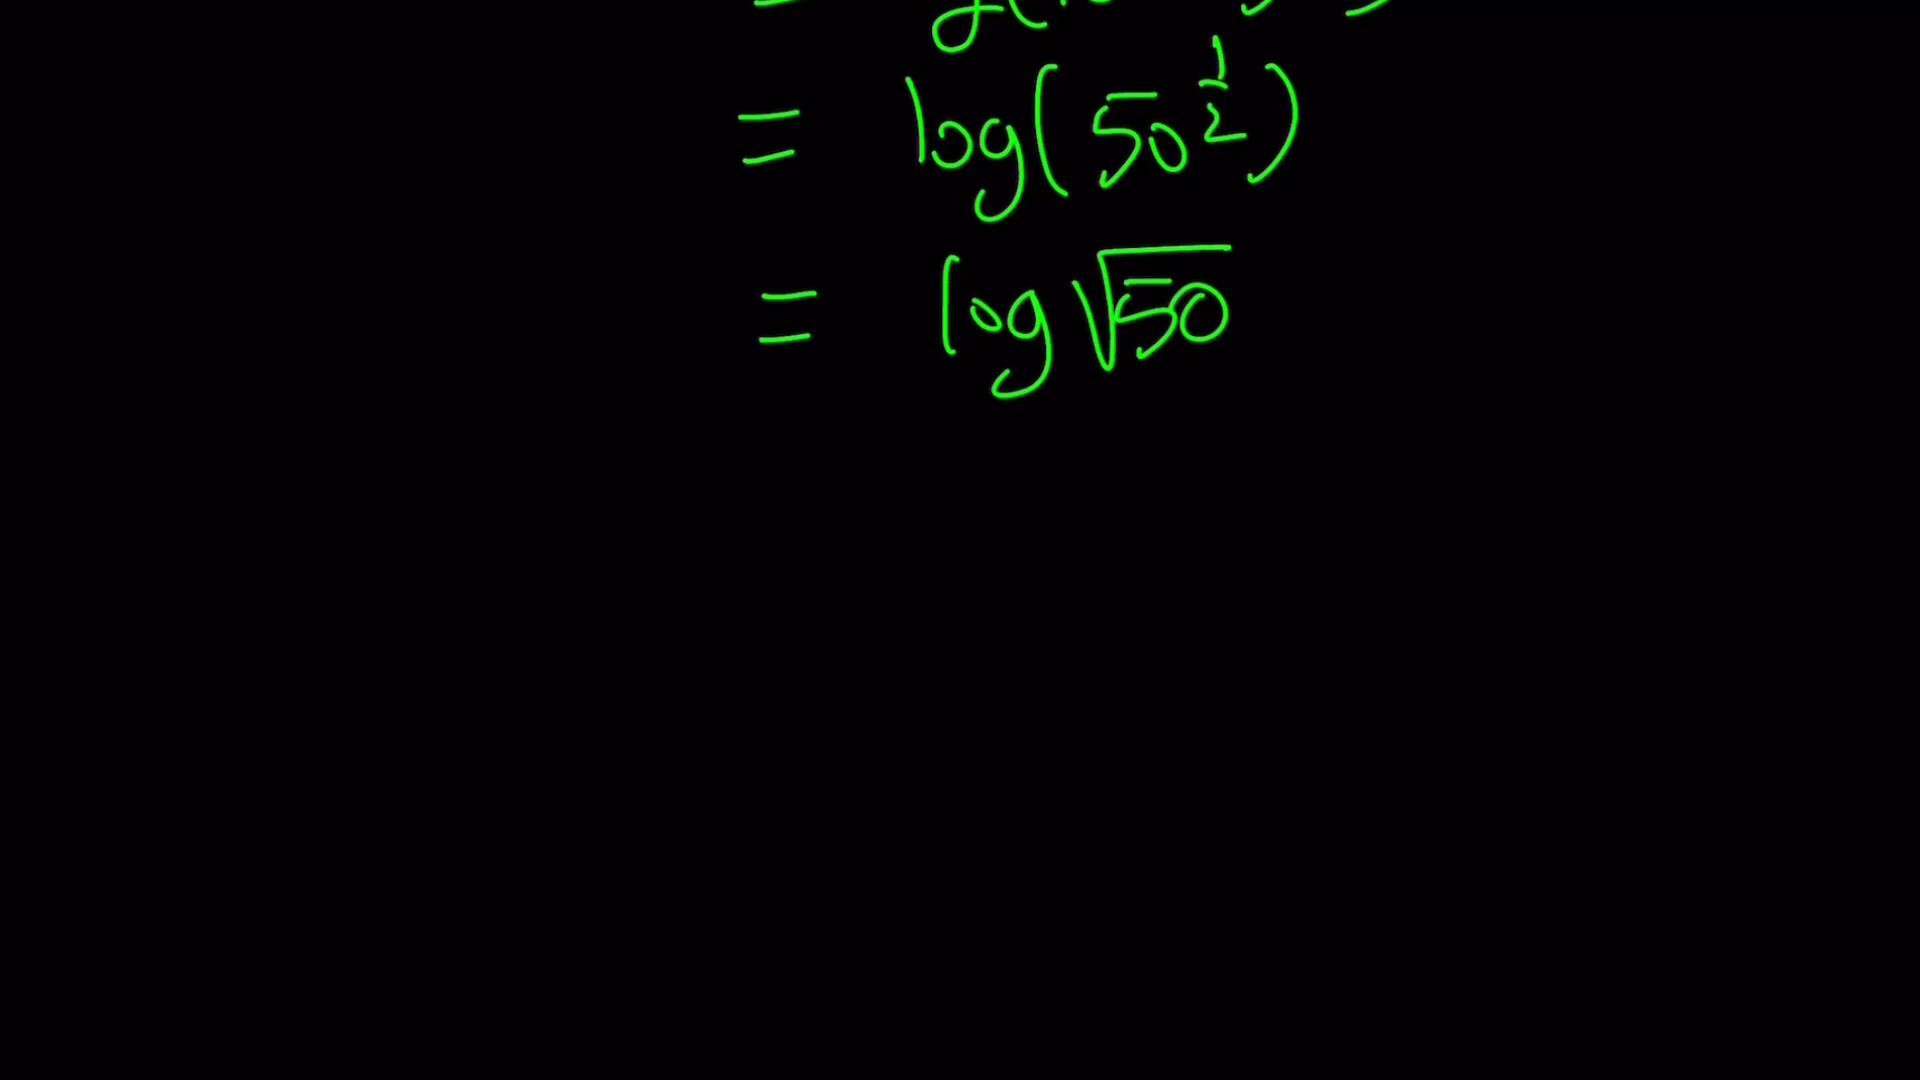 = log(50^{1/2})
= log√50